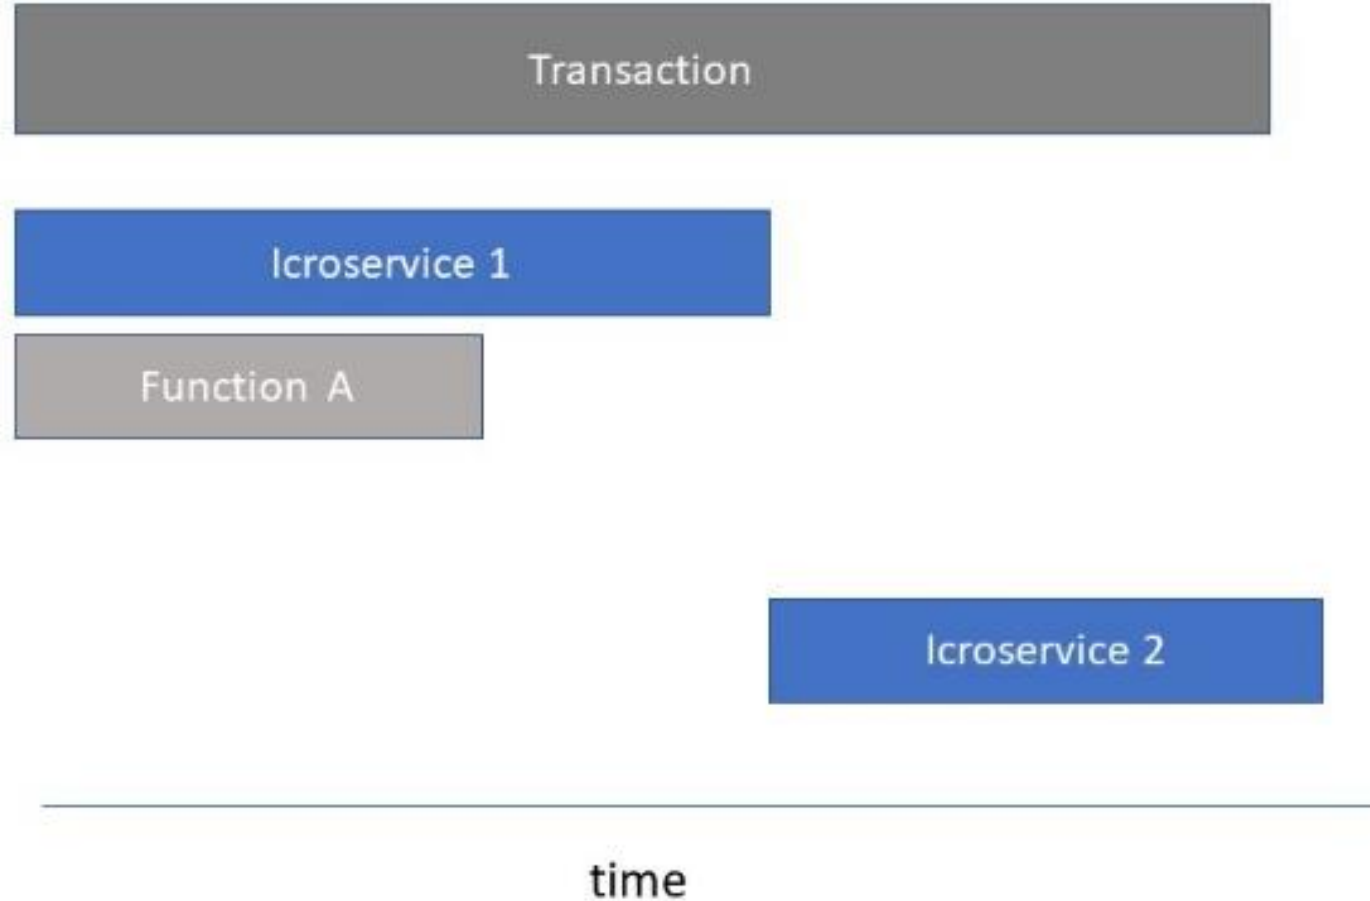 Transaction
Icroservice 1
Function A
Icroservice 2
time